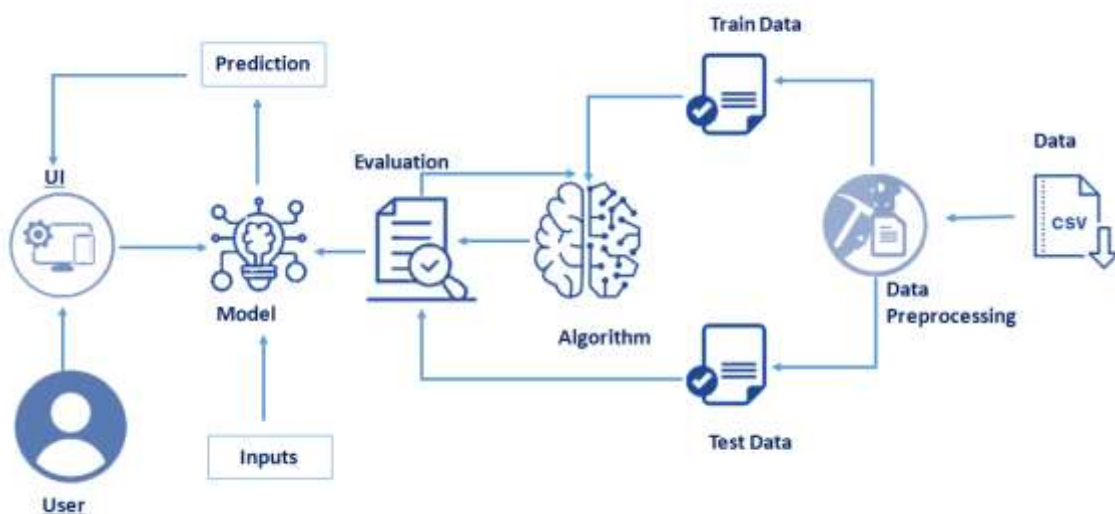 Train Data
Prediction
Data
Evaluation
UI
CSV
Data
Preprocessing
Model
Algorithm
Test Data
Inputs
User